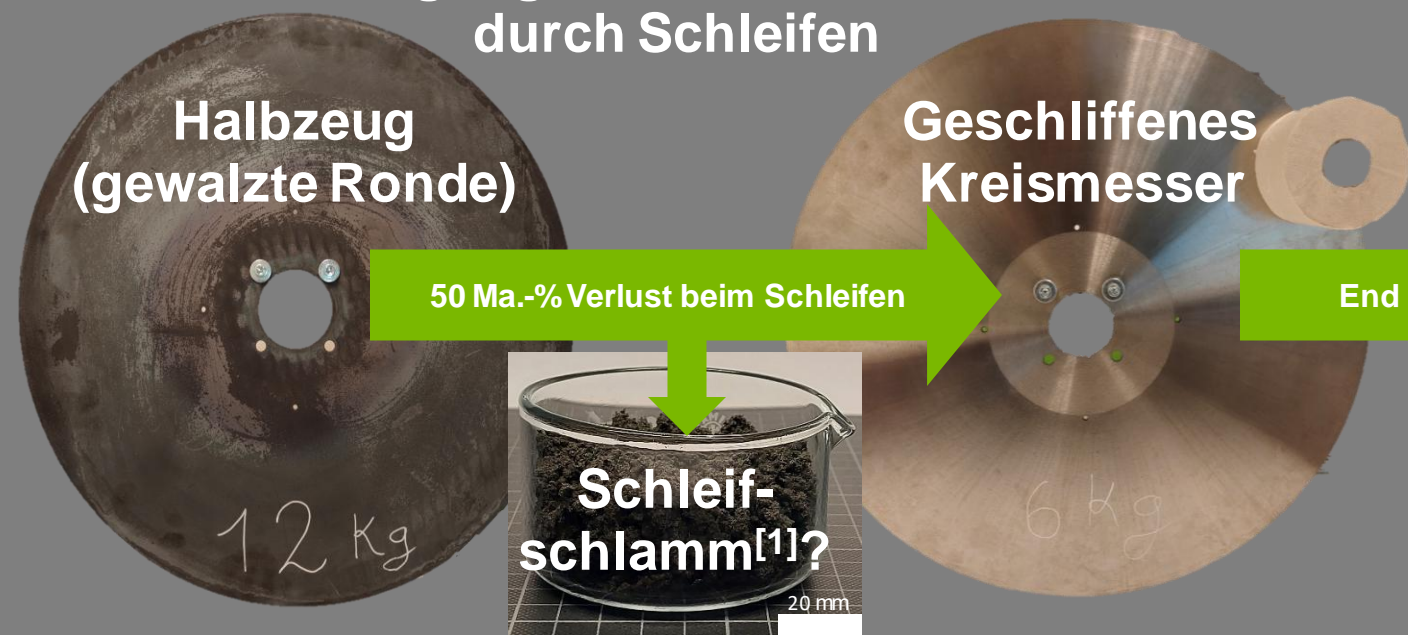 durch Schleifen
Halbzeug
(gewalzte Ronde)
Geschliffenes
Kreismesser
50 Ma.-% Verlust beim Schleifen
End
Schleif-
schlamm[1]?
20 mm
12 Kg
6 Kg